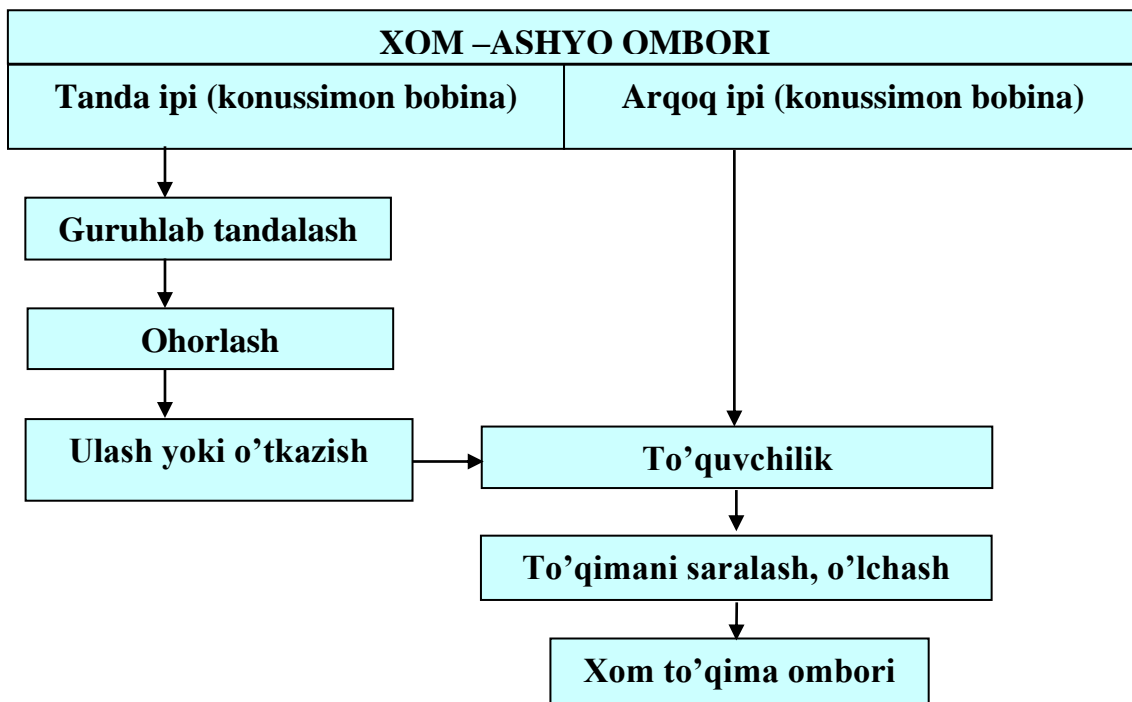 XOM –ASHYO OMBORI
Tanda ipi (konussimon bobina)
Arqoq ipi (konussimon bobina)
Guruhlab tandalash
Ohorlash
Ulash yoki o’tkazish
To’quvchilik
To’qimani saralash, o’lchash
Xom to’qima ombori